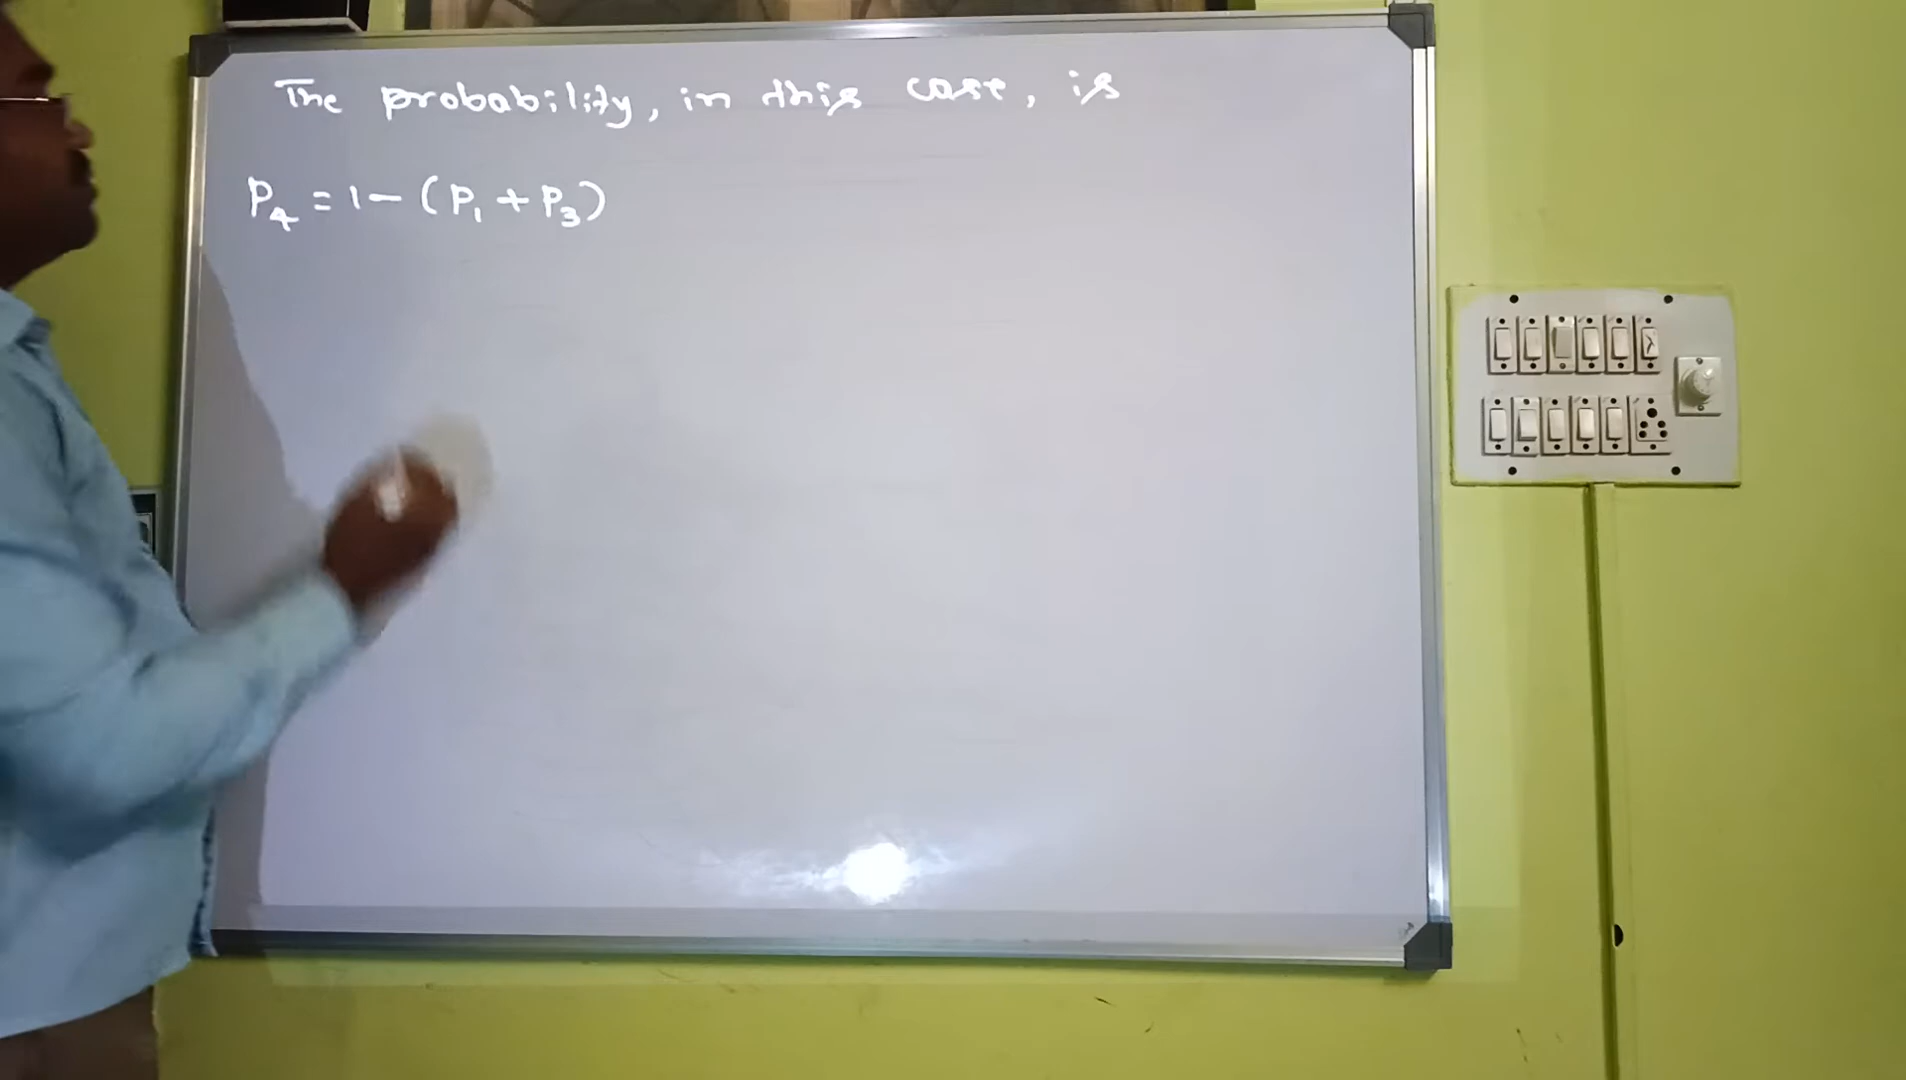 The probability, in this case, is
P₄ = 1 - (P₁ + P₃)